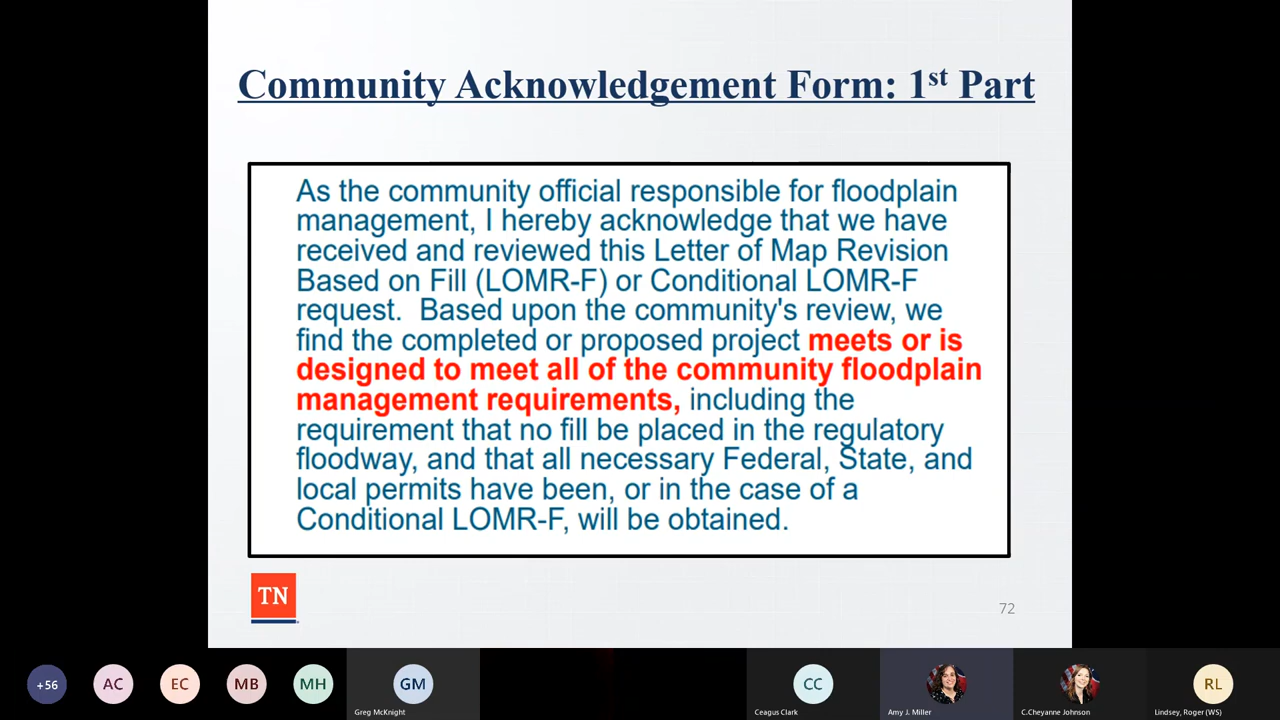 Community Acknowledgement Form: 1st Part
As the community official responsible for floodplain
management, I hereby acknowledge that we have
received and reviewed this Letter of Map Revision
Based on Fill (LOMR-F) or Conditional LOMR-F
request.  Based upon the community's review, we
find the completed or proposed project meets or is
designed to meet all of the community floodplain
management requirements, including the
requirement that no fill be placed in the regulatory
floodway, and that all necessary Federal, State, and
local permits have been, or in the case of a
Conditional LOMR-F, will be obtained.
TN
72
+56
AC
EC
MB
MH
GM
Greg McKnight
CC
Ceagus Clark
Amy J. Miller
C.Cheyanne Johnson
RL
Lindsey, Roger (WS)